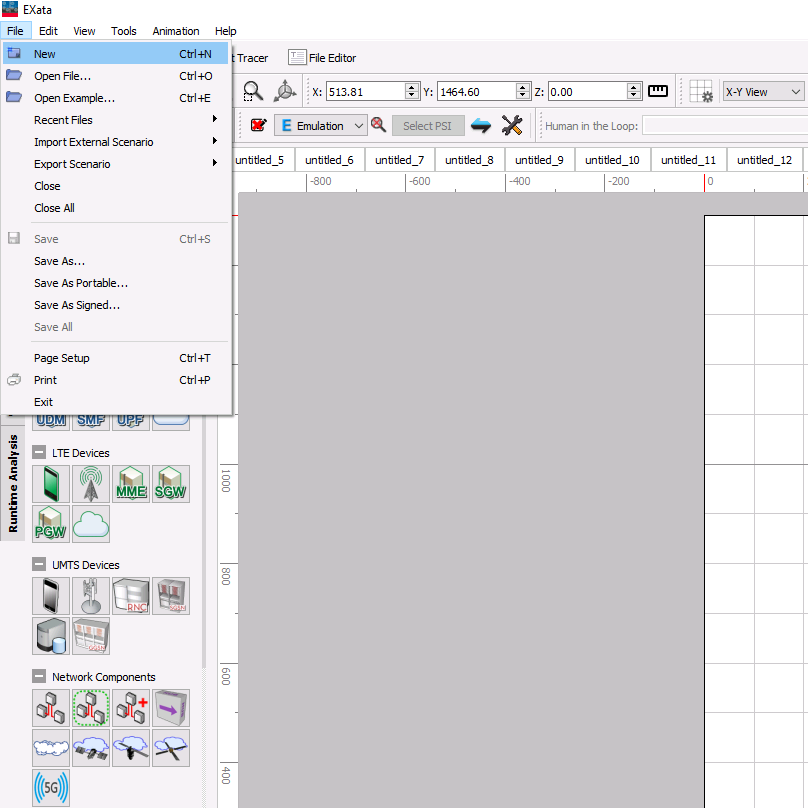 EXata
File Edit View Tools Animation Help
New Ctrl+N
Open File... Ctrl+O
Open Example... Ctrl+E
Recent Files
Import External Scenario
Export Scenario
Close
Close All
Save Ctrl+S
Save As...
Save As Portable...
Save As Signed...
Save All
Page Setup Ctrl+T
Print Ctrl+P
Exit
t Tracer File Editor
X: 513.81 Y: 1464.60 Z: 0.00 X-Y View
E Emulation Select PSI Human in the Loop:
untitled_5 untitled_6 untitled_7 untitled_8 untitled_9 untitled_10 untitled_11 untitled_12
-800 -600 -400 -200 0
1000
800
600
400
Runtime Analysis
UDM SMF UPF
LTE Devices
MME SGW
PGW
UMTS Devices
RNC SGSN
GGSN
Network Components
5G